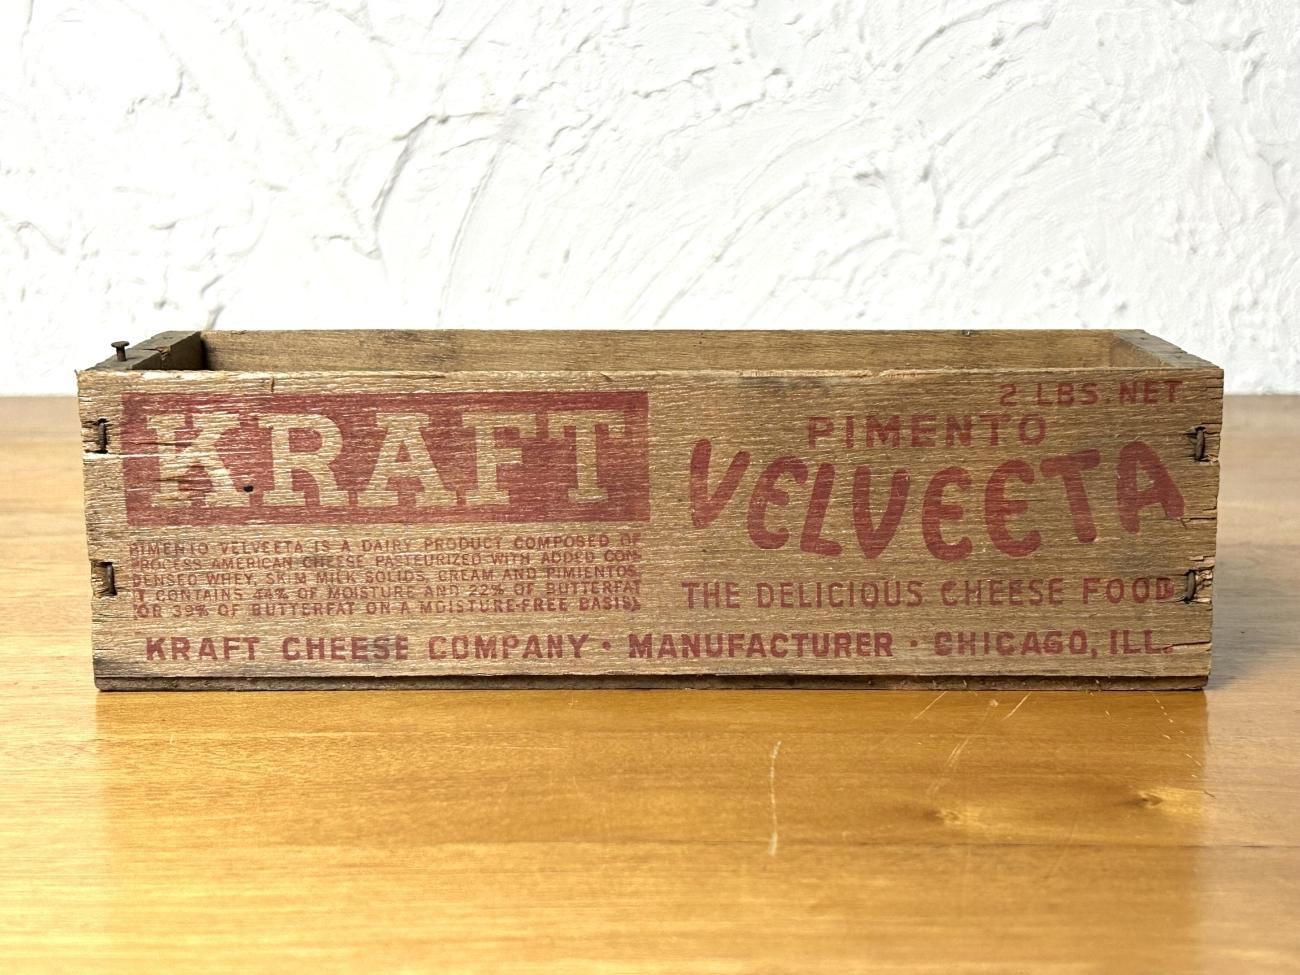 KRAFT
PIMENTO VELVEETA IS A DAIRY PRODUCT COMPOSED OF
PROCESS AMERICAN CHEESE PASTEURIZED WITH ADDED CON-
DENSED WHEY, SKIM MILK SOLIDS, CREAM AND PIMIENTOS.
IT CONTAINS 44% OF MOISTURE AND 22% OF BUTTERFAT
(OR 39% OF BUTTERFAT ON A MOISTURE-FREE BASIS)
2 LBS. NET
PIMENTO
VELVEETA
THE DELICIOUS CHEESE FOOD
KRAFT CHEESE COMPANY • MANUFACTURER • CHICAGO, ILL.